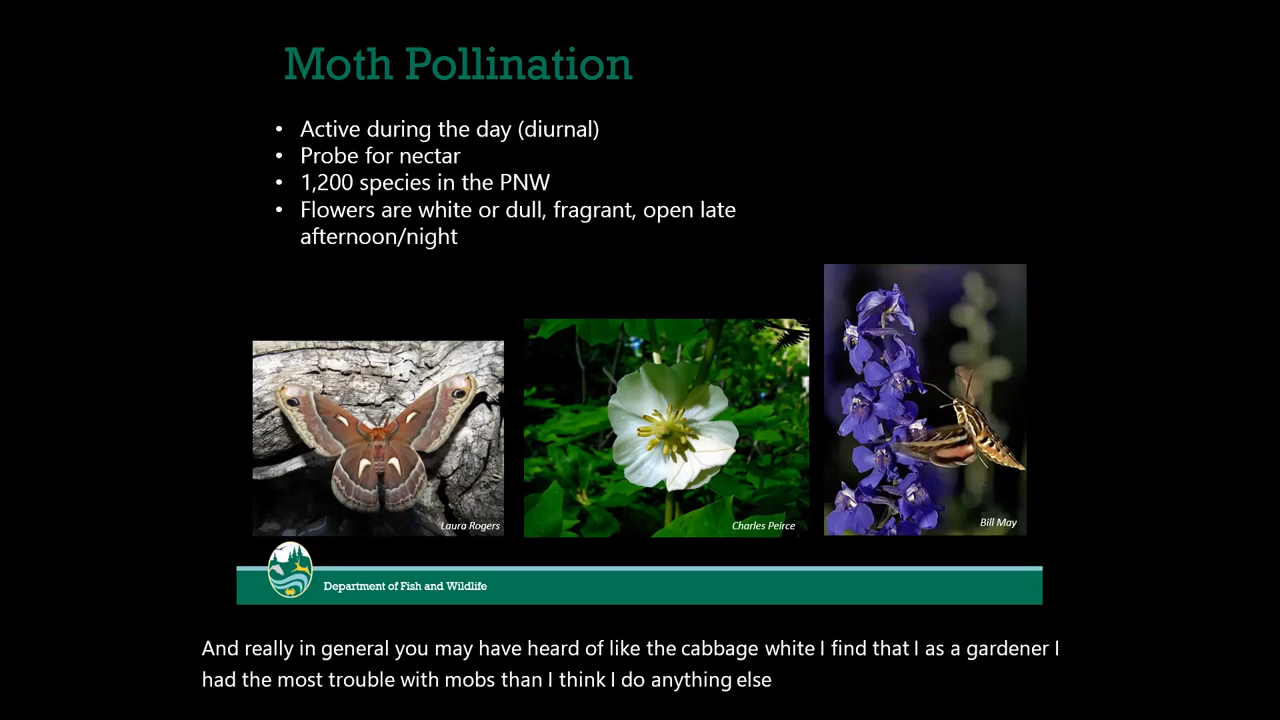 Moth Pollination
• Active during the day (diurnal)
• Probe for nectar
• 1,200 species in the PNW
• Flowers are white or dull, fragrant, open late
afternoon/night
Laura Rogers
Charles Peirce
Bill May
Department of Fish and Wildlife
And really in general you may have heard of like the cabbage white I find that I as a gardener I
had the most trouble with mobs than I think I do anything else